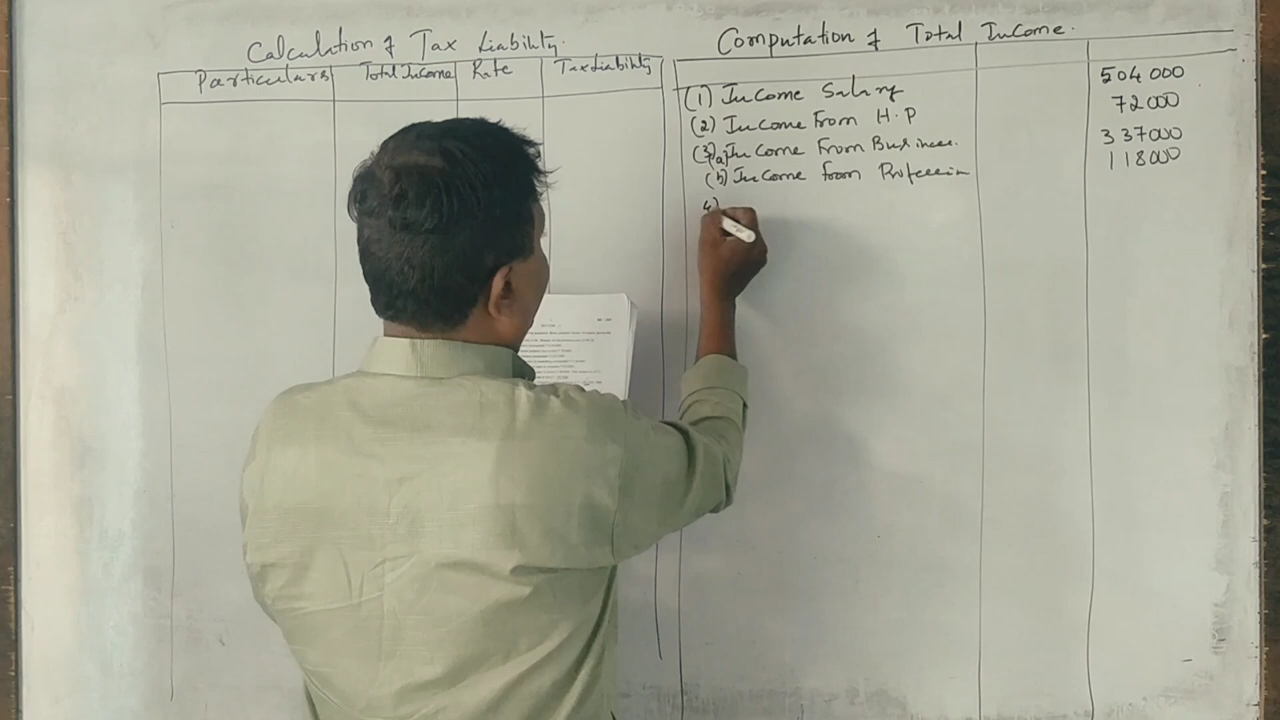 Calculation of Tax Liability.
Particulars Total Income Rate Tax Liability
Computation of Total Income.
(1) Income Salary 504000
(2) Income From H.P 72000
(3) (a) Income From Business. 337000
(b) Income from Profession 118000
4)